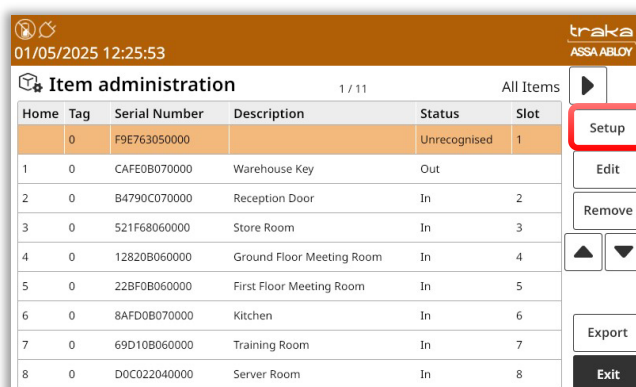 traka
01/05/2025 12:25:53
ASSA ABLOY
Item administration 1 / 11 All Items
Home Tag Serial Number Description Status Slot
0 F9E763050000 Unrecognised 1
1 0 CAFE0B070000 Warehouse Key Out
2 0 B4790C070000 Reception Door In 2
3 0 521F68060000 Store Room In 3
4 0 12820B060000 Ground Floor Meeting Room In 4
5 0 22BF0B060000 First Floor Meeting Room In 5
6 0 8AFD0B070000 Kitchen In 6
7 0 69D10B060000 Training Room In 7
8 0 D0C022040000 Server Room In 8
Setup
Edit
Remove
Export
Exit